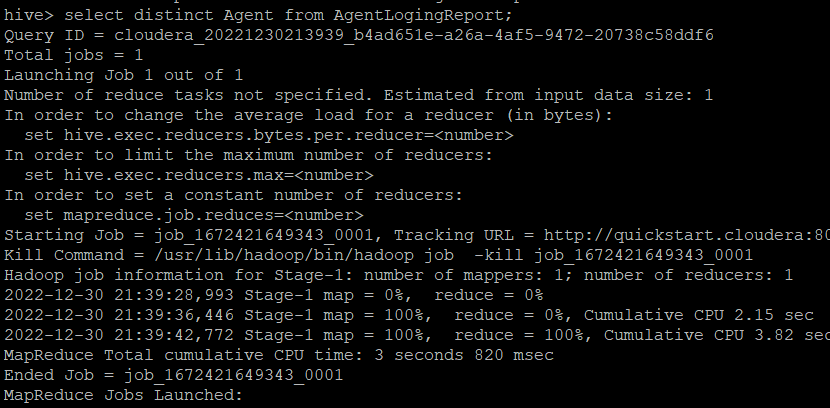 hive> select distinct Agent from AgentLogingReport;
Query ID = cloudera_20221230213939_b4ad651e-a26a-4af5-9472-20738c58ddf6
Total jobs = 1
Launching Job 1 out of 1
Number of reduce tasks not specified. Estimated from input data size: 1
In order to change the average load for a reducer (in bytes):
  set hive.exec.reducers.bytes.per.reducer=<number>
In order to limit the maximum number of reducers:
  set hive.exec.reducers.max=<number>
In order to set a constant number of reducers:
  set mapreduce.job.reduces=<number>
Starting Job = job_1672421649343_0001, Tracking URL = http://quickstart.cloudera:80
Kill Command = /usr/lib/hadoop/bin/hadoop job  -kill job_1672421649343_0001
Hadoop job information for Stage-1: number of mappers: 1; number of reducers: 1
2022-12-30 21:39:28,993 Stage-1 map = 0%,  reduce = 0%
2022-12-30 21:39:36,446 Stage-1 map = 100%,  reduce = 0%, Cumulative CPU 2.15 sec
2022-12-30 21:39:42,772 Stage-1 map = 100%,  reduce = 100%, Cumulative CPU 3.82 sec
MapReduce Total cumulative CPU time: 3 seconds 820 msec
Ended Job = job_1672421649343_0001
MapReduce Jobs Launched: